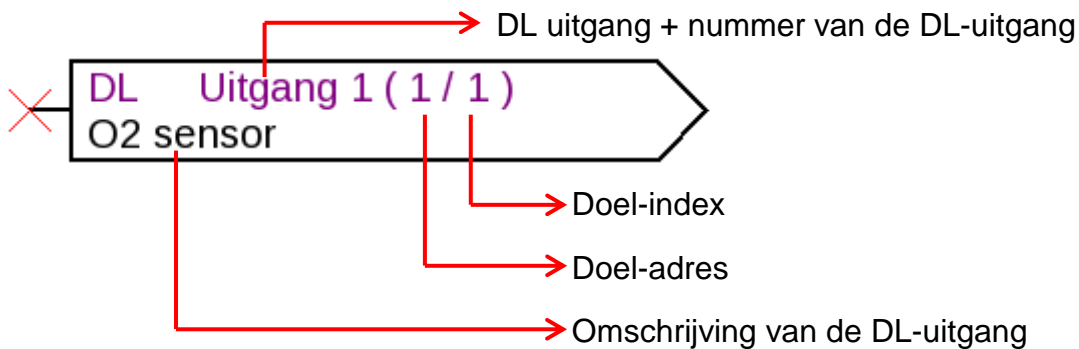 DL uitgang + nummer van de DL-uitgang
DL Uitgang 1 ( 1 / 1 )
O2 sensor
Doel-index
Doel-adres
Omschrijving van de DL-uitgang